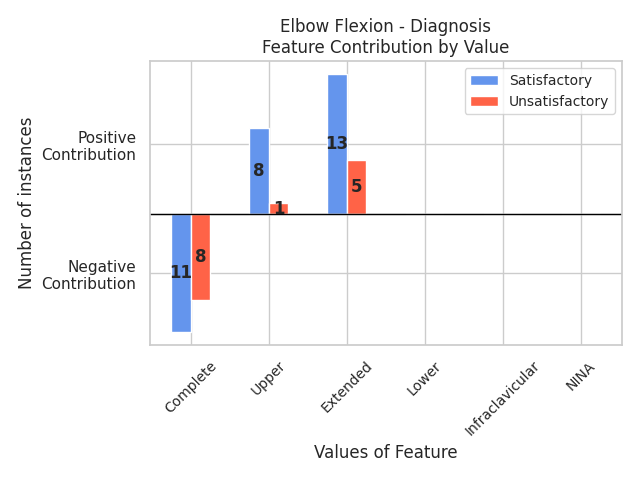 Elbow Flexion - Diagnosis
Feature Contribution by Value
Satisfactory
Unsatisfactory
Number of instances
Positive
Contribution
Negative
Contribution
13
8
5
1
8
11
Complete
Upper
Extended
Lower
Infraclavicular
NINA
Values of Feature